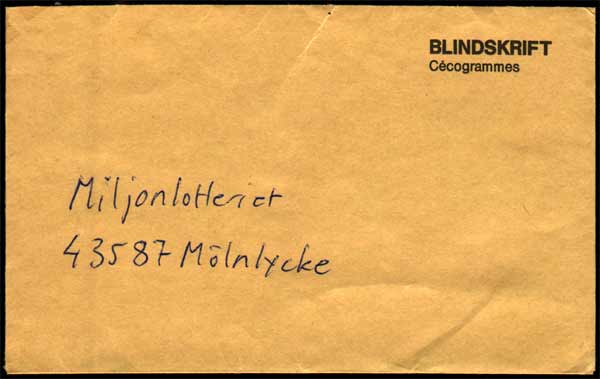 BLINDSKRIFT
Cécogrammes
Miljonlotteriet
43587 Mölnlycke